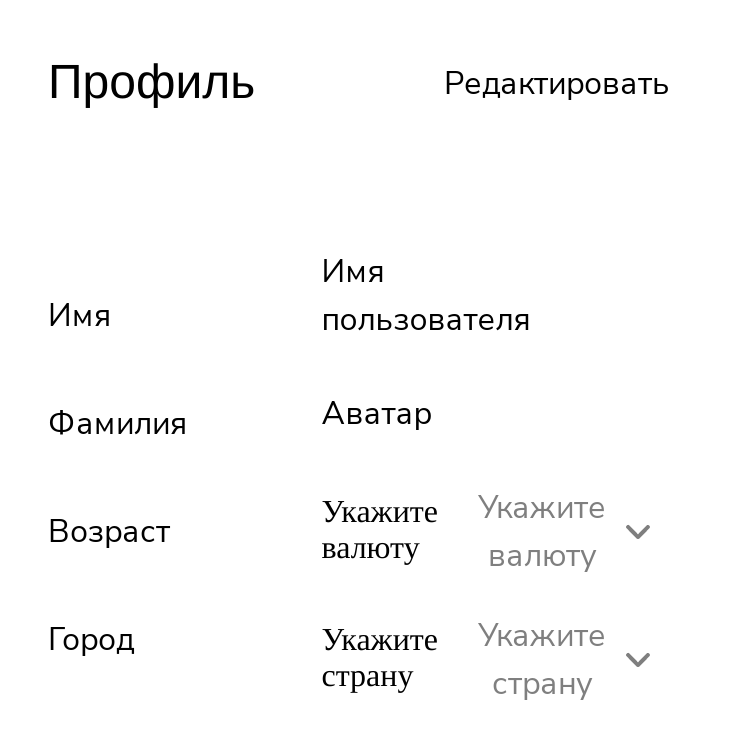 Профиль
Редактировать
Имя
Фамилия
Возраст
Город
Имя
пользователя
Аватар
Укажите
валюту
Укажите
валюту
Укажите
страну
Укажите
страну